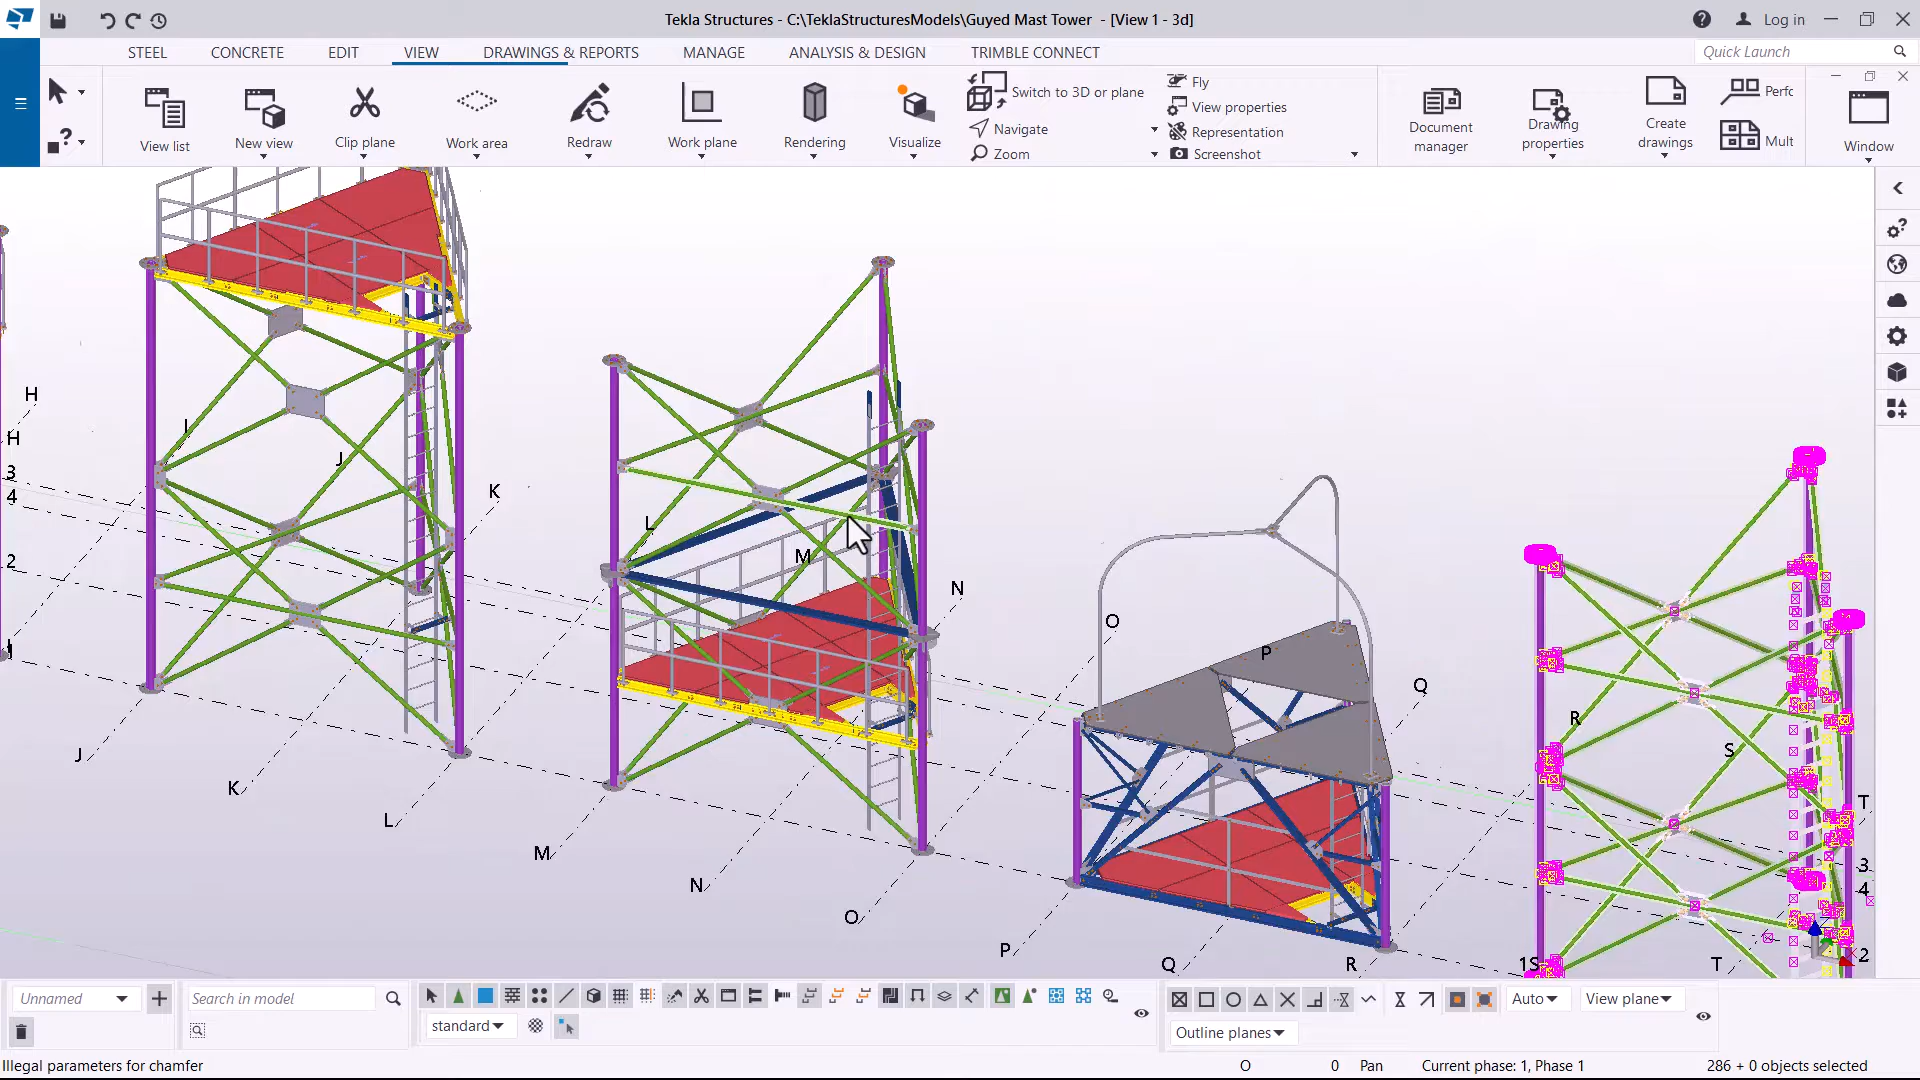 Tekla Structures - C:\TeklaStructuresModels\Guyed Mast Tower - [View 1 - 3d]
Log in
STEEL CONCRETE EDIT VIEW DRAWINGS & REPORTS MANAGE ANALYSIS & DESIGN TRIMBLE CONNECT
Quick Launch
View list
New view
Clip plane
Work area
Redraw
Work plane
Rendering
Visualize
Switch to 3D or plane
Navigate
Zoom
Fly
View properties
Representation
Screenshot
Document manager
Drawing properties
Create drawings
Perfc
Mult
Window
H
H
3
4
2
1
I
J
K
J
K
L
L
M
N
M
N
O
O
P
Q
P
Q
R
R
S
T
3
4
2
1S
T
Unnamed
Search in model
standard
Auto
View plane
Outline planes
Illegal parameters for chamfer
O
0
Pan
Current phase: 1, Phase 1
286 + 0 objects selected